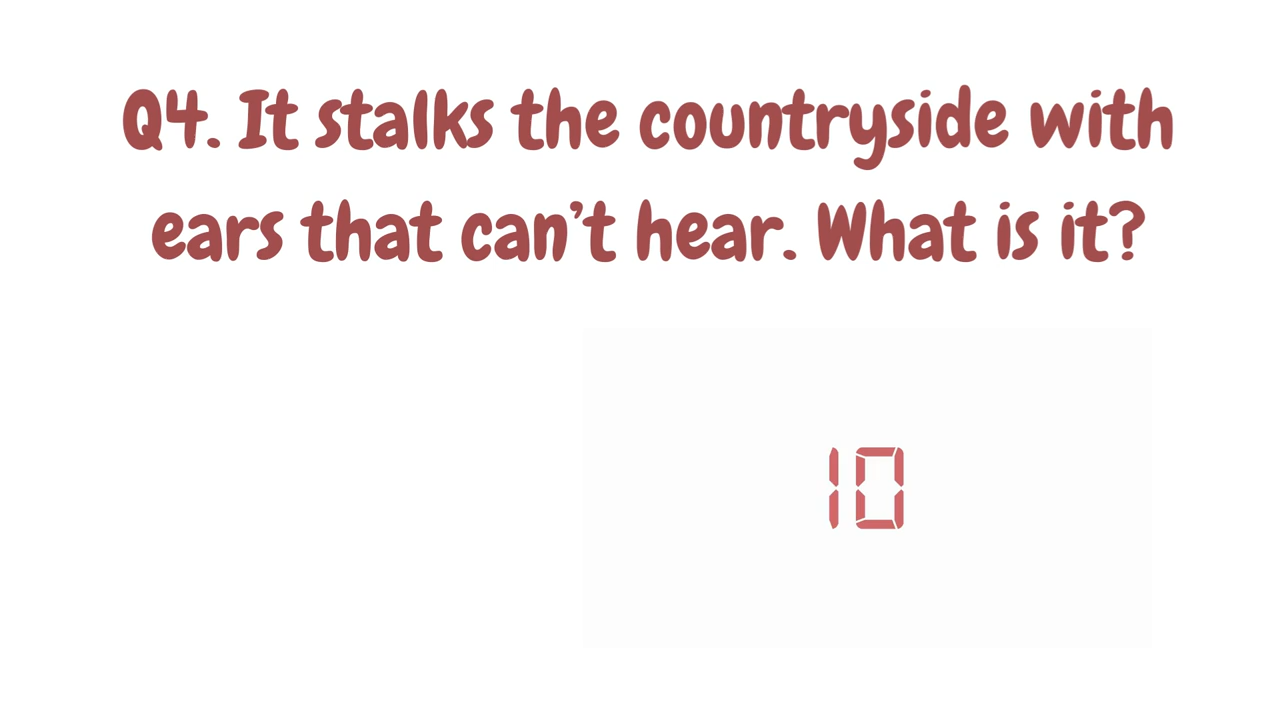 Q4. It stalks the countryside with
ears that can’t hear. What is it?
10